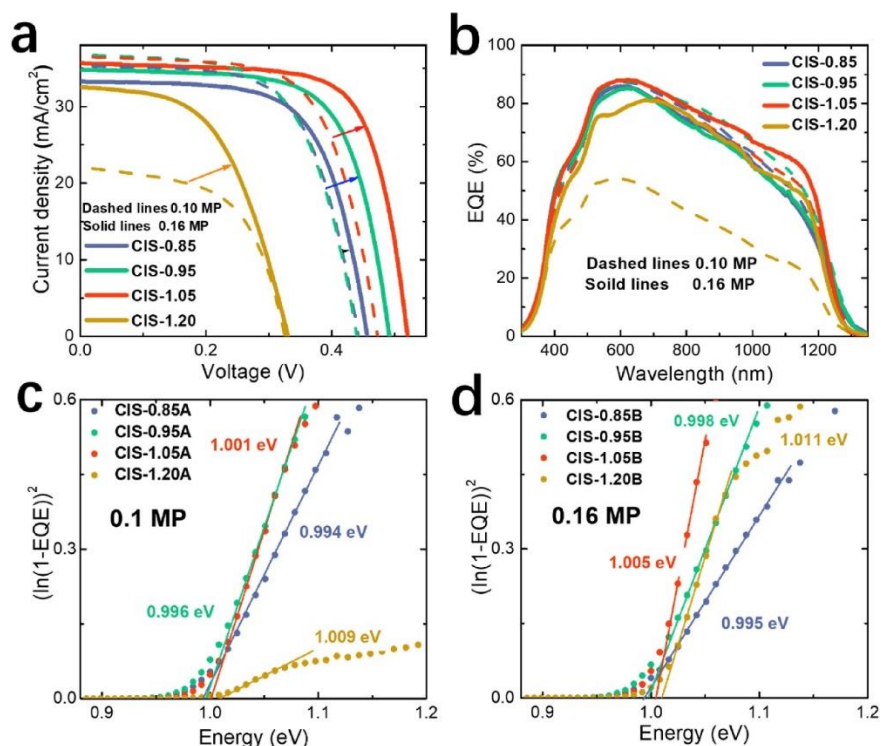 a
Current density (mA/cm²)
30
20
10
0
0.0
0.2
0.4
Voltage (V)
Dashed lines 0.10 MP
Solid lines 0.16 MP
CIS-0.85
CIS-0.95
CIS-1.05
CIS-1.20
b
EQE (%)
100
80
60
40
20
0
400
600
800
1000
1200
Wavelength (nm)
CIS-0.85
CIS-0.95
CIS-1.05
CIS-1.20
Dashed lines 0.10 MP
Soild lines 0.16 MP
c
(ln(1-EQE))²
0.6
0.3
0.0
0.9
1.0
1.1
1.2
Energy (eV)
CIS-0.85A
CIS-0.95A
CIS-1.05A
CIS-1.20A
0.1 MP
1.001 eV
0.994 eV
0.996 eV
1.009 eV
d
(ln(1-EQE))²
0.6
0.3
0.0
0.9
1.0
1.1
1.2
Energy (eV)
CIS-0.85B
CIS-0.95B
CIS-1.05B
CIS-1.20B
0.16 MP
0.998 eV
1.011 eV
1.005 eV
0.995 eV